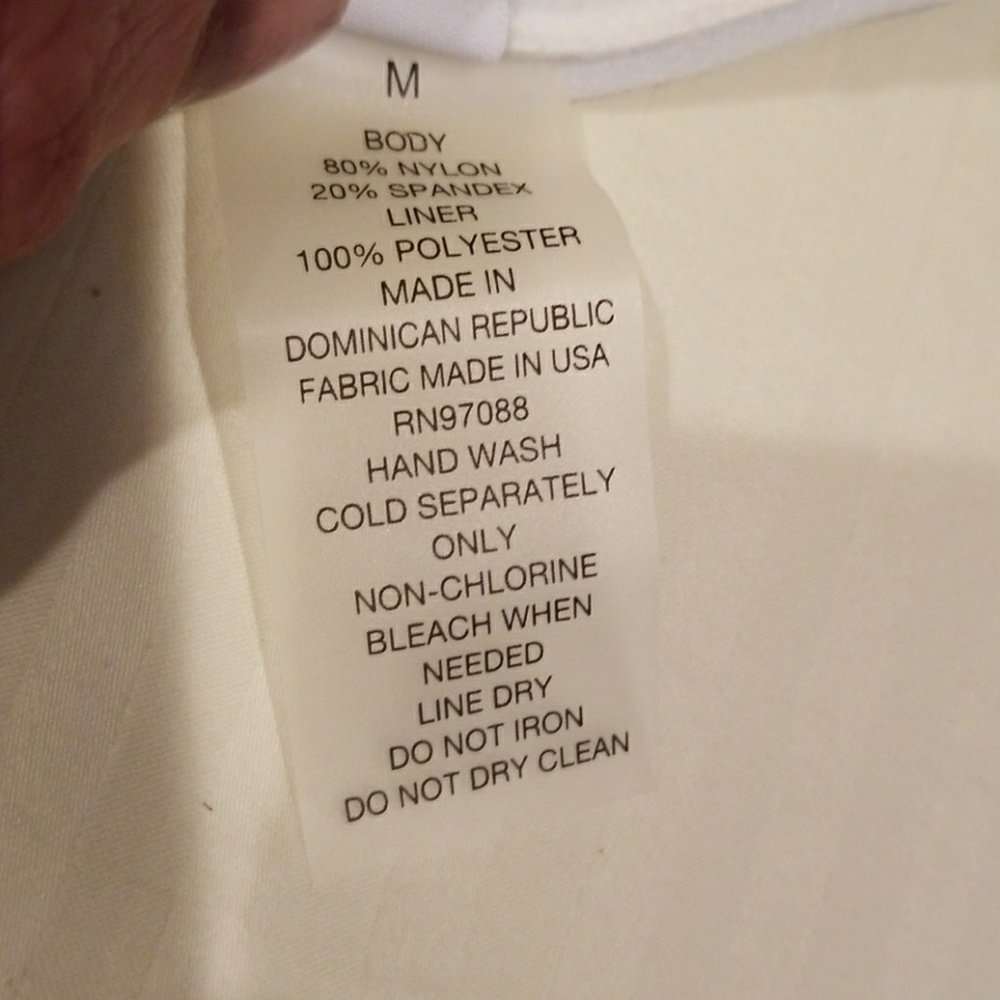 M
BODY
80% NYLON
20% SPANDEX
LINER
100% POLYESTER
MADE IN
DOMINICAN REPUBLIC
FABRIC MADE IN USA
RN97088
HAND WASH
COLD SEPARATELY
ONLY
NON-CHLORINE
BLEACH WHEN
NEEDED
LINE DRY
DO NOT IRON
DO NOT DRY CLEAN